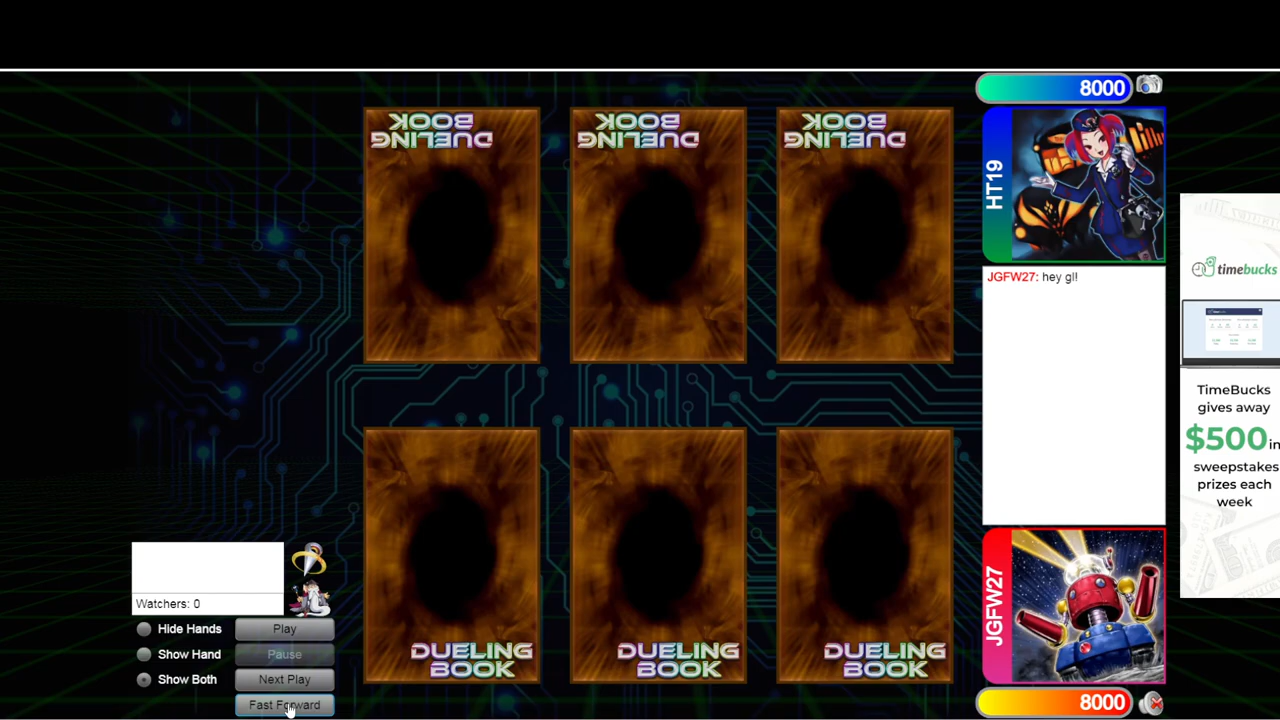 8000
DUELING
BOOK
DUELING
BOOK
DUELING
BOOK
HT19
JGFW27: hey gl!
timebucks
TimeBucks
gives away
$500 in
sweepstakes
prizes each
week
DUELING
BOOK
DUELING
BOOK
DUELING
BOOK
JGFW27
8000
Watchers: 0
Hide Hands
Play
Show Hand
Pause
Show Both
Next Play
Fast Forward